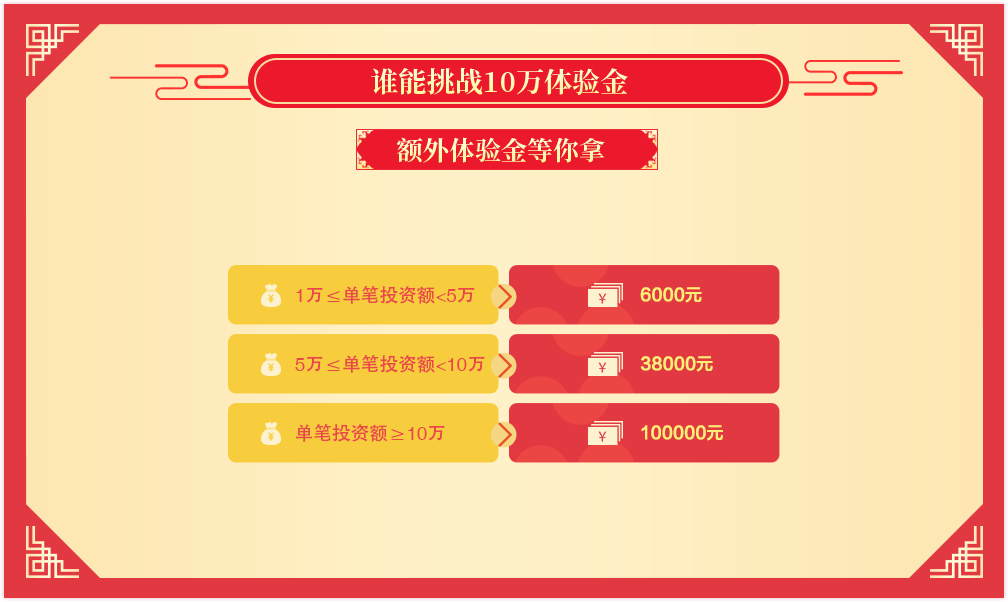 谁能挑战10万体验金
额外体验金等你拿
1万≤单笔投资额<5万
¥ 6000元
5万≤单笔投资额<10万
¥ 38000元
单笔投资额≥10万
¥ 100000元